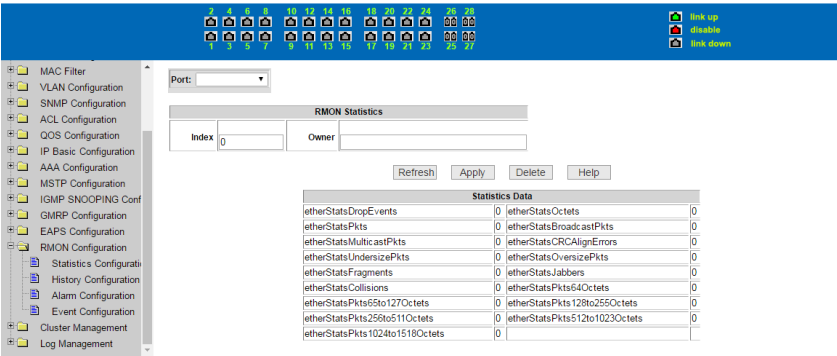 2 4 6 8 10 12 14 16 18 20 22 24 26 28
1 3 5 7 9 11 13 15 17 19 21 23 25 27
link up
disable
link down
MAC Filter
VLAN Configuration
SNMP Configuration
ACL Configuration
QOS Configuration
IP Basic Configuration
AAA Configuration
MSTP Configuration
IGMP SNOOPING Conf
GMRP Configuration
EAPS Configuration
RMON Configuration
Statistics Configurati
History Configuration
Alarm Configuration
Event Configuration
Cluster Management
Log Management
Port:
RMON Statistics
Index 0 Owner
Refresh Apply Delete Help
Statistics Data
etherStatsDropEvents 0 etherStatsOctets 0
etherStatsPkts 0 etherStatsBroadcastPkts 0
etherStatsMulticastPkts 0 etherStatsCRCAlignErrors 0
etherStatsUndersizePkts 0 etherStatsOversizePkts 0
etherStatsFragments 0 etherStatsJabbers 0
etherStatsCollisions 0 etherStatsPkts64Octets 0
etherStatsPkts65to127Octets 0 etherStatsPkts128to255Octets 0
etherStatsPkts256to511Octets 0 etherStatsPkts512to1023Octets 0
etherStatsPkts1024to1518Octets 0